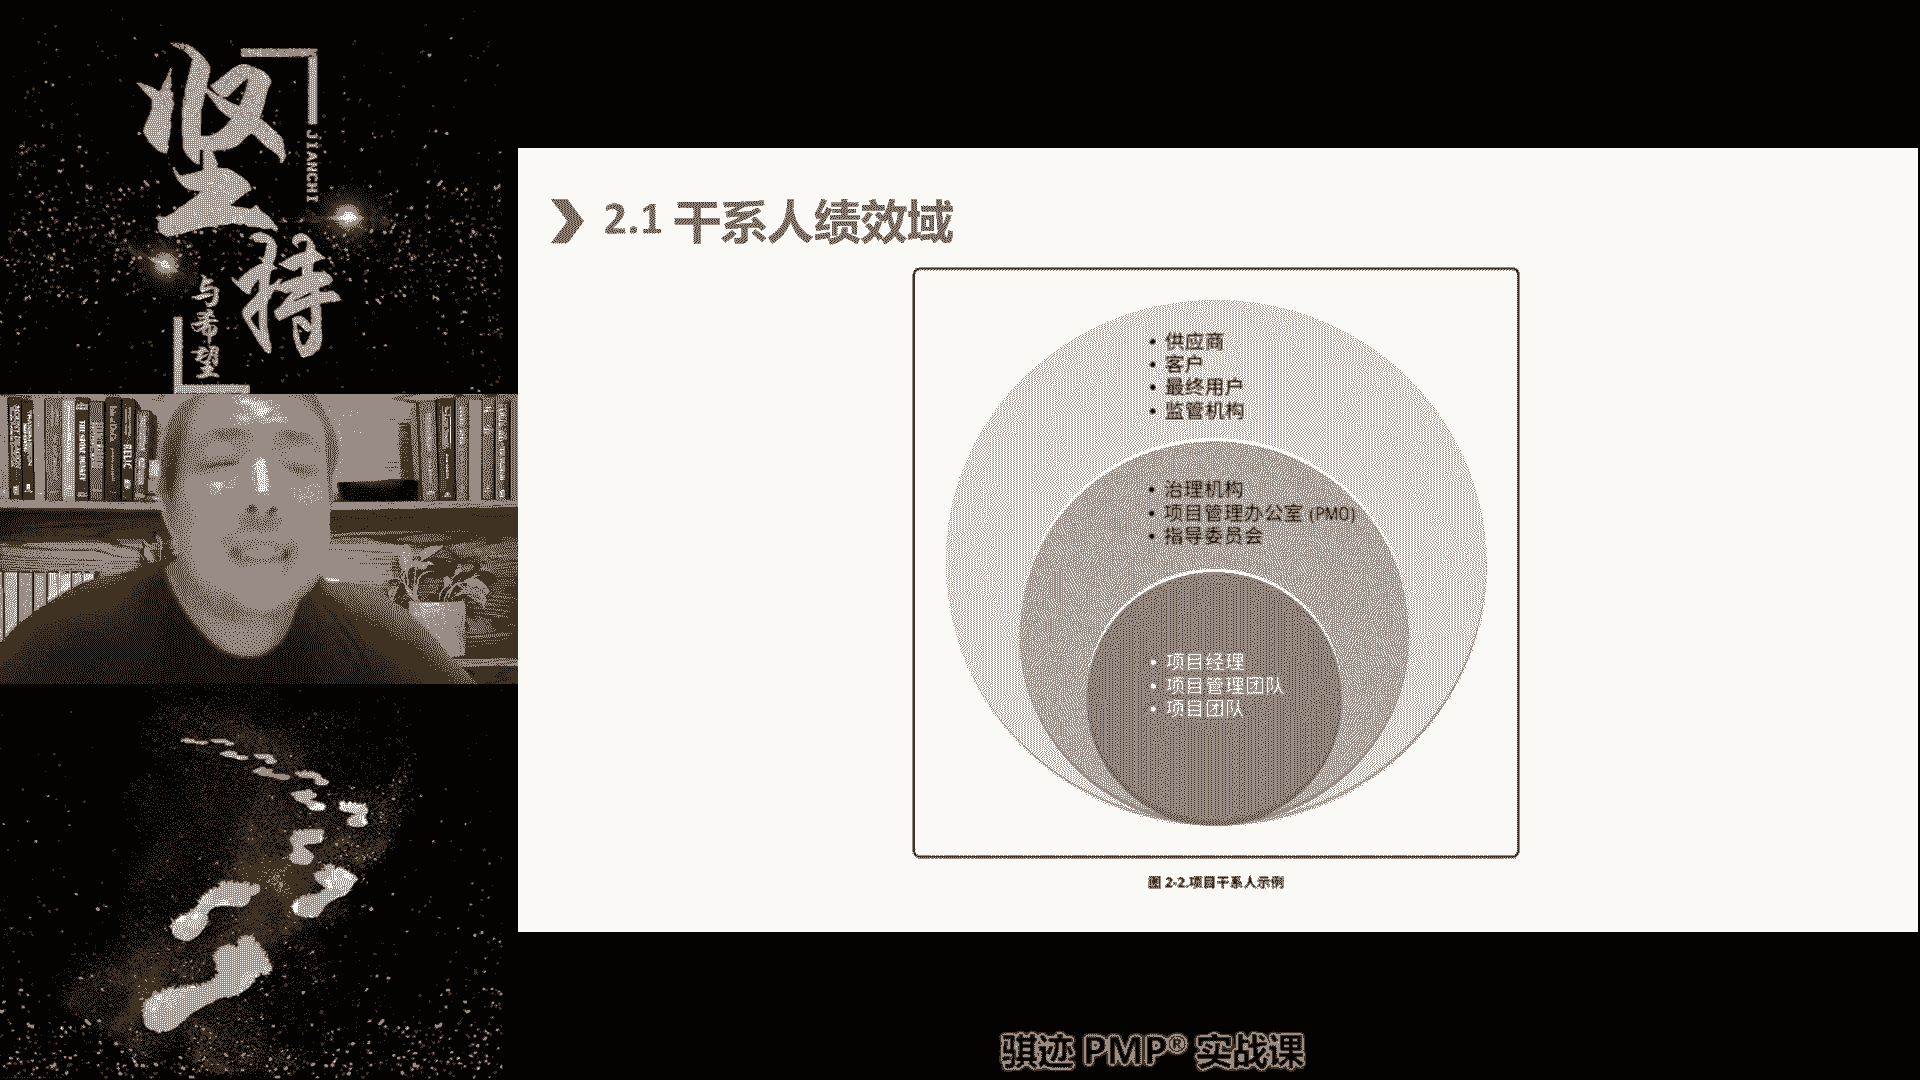 坚持
JIANCHI
与希望
2.1 干系人绩效域
• 供应商
• 客户
• 最终用户
• 监管机构
• 治理机构
• 项目管理办公室 (PMO)
• 指导委员会
• 项目经理
• 项目管理团队
• 项目团队
图 2-2.项目干系人示例
骐迹 PMP® 实战课